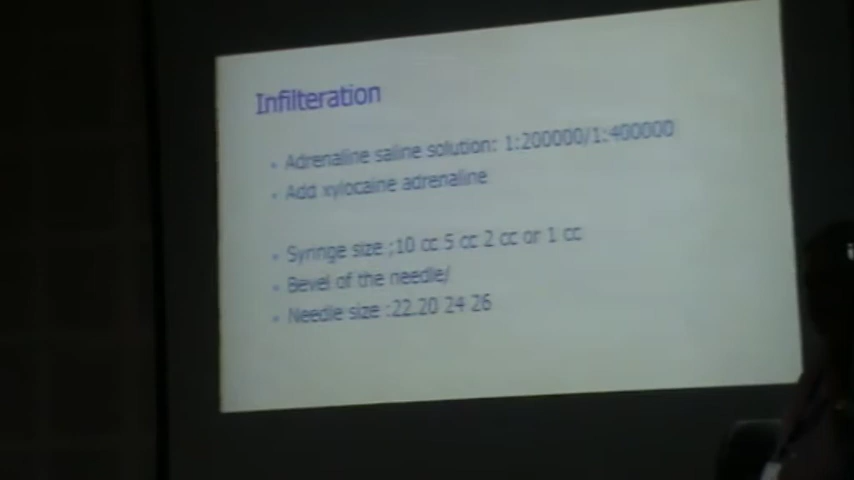 Infilteration
• Adrenaline saline solution: 1:200000/1:400000
• Add xylocaine adrenaline
• Syringe size ;10 cc 5 cc 2 cc or 1 cc
• Bevel of the needle/
• Needle size :22.20 24 26